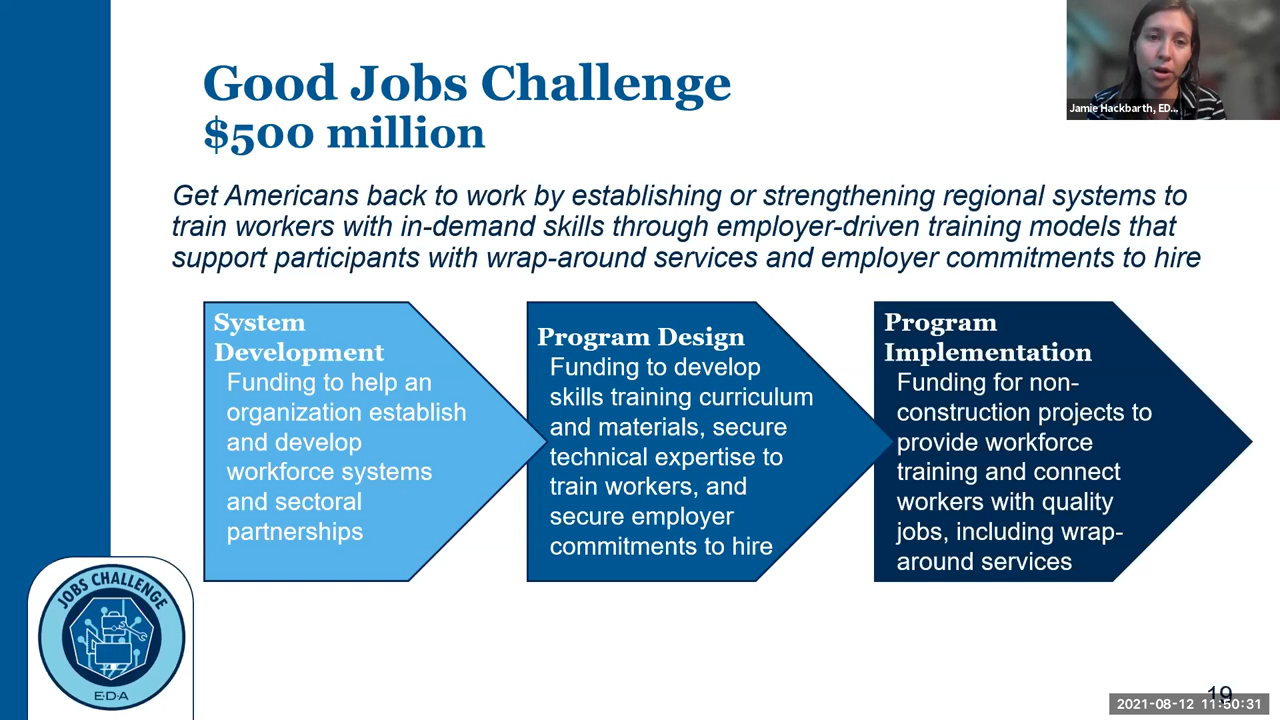 Good Jobs Challenge
$500 million
Jamie Hackbarth, ED...
Get Americans back to work by establishing or strengthening regional systems to
train workers with in-demand skills through employer-driven training models that
support participants with wrap-around services and employer commitments to hire
System
Development
Funding to help an
organization establish
and develop
workforce systems
and sectoral
partnerships
Program Design
Funding to develop
skills training curriculum
and materials, secure
technical expertise to
train workers, and
secure employer
commitments to hire
Program
Implementation
Funding for non-
construction projects to
provide workforce
training and connect
workers with quality
jobs, including wrap-
around services
JOBS CHALLENGE
E·D·A
19
2021-08-12 11:50:31